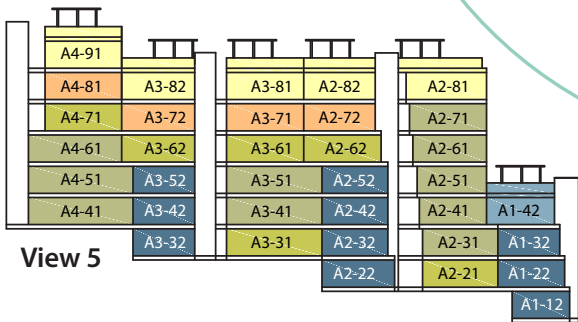 A4-91
A4-81 A3-82 A3-81 A2-82 A2-81
A4-71 A3-72 A3-71 A2-72 A2-71
A4-61 A3-62 A3-61 A2-62 A2-61
A4-51 A3-52 A3-51 A2-52 A2-51
A4-41 A3-42 A3-41 A2-42 A2-41 A1-42
A3-32 A3-31 A2-32 A2-31 A1-32
View 5
A2-22 A2-21 A1-22
A1-12